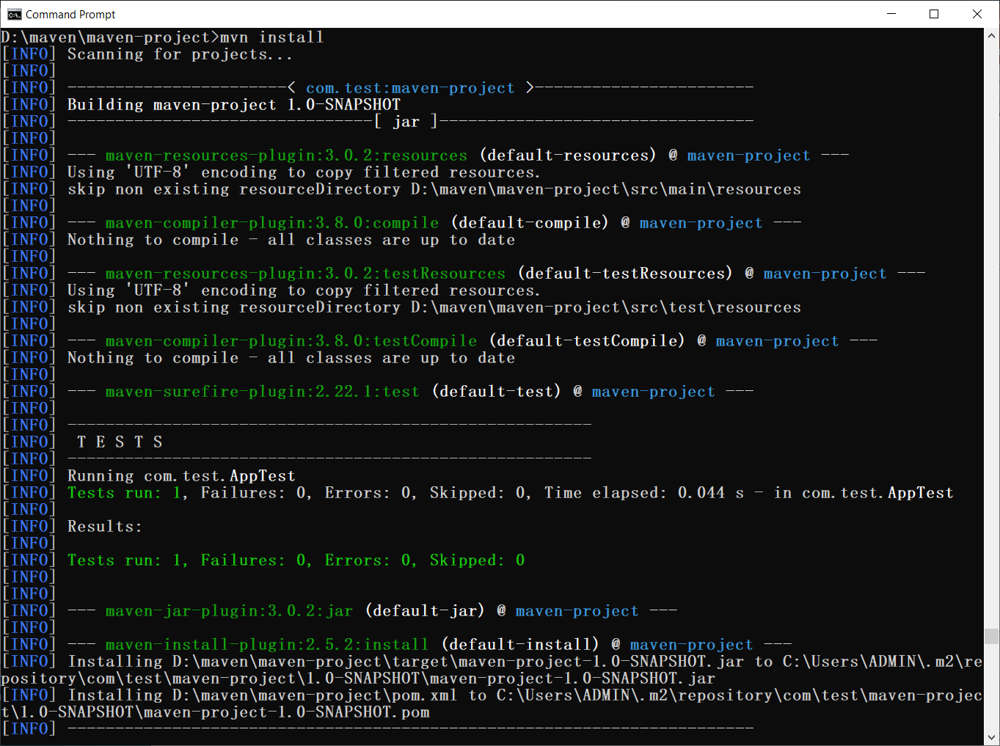 Command Prompt
D:\maven\maven-project>mvn install
[INFO] Scanning for projects...
[INFO]
[INFO] -----------------------< com.test:maven-project >-----------------------
[INFO] Building maven-project 1.0-SNAPSHOT
[INFO] --------------------------------[ jar ]---------------------------------
[INFO]
[INFO] --- maven-resources-plugin:3.0.2:resources (default-resources) @ maven-project ---
[INFO] Using 'UTF-8' encoding to copy filtered resources.
[INFO] skip non existing resourceDirectory D:\maven\maven-project\src\main\resources
[INFO]
[INFO] --- maven-compiler-plugin:3.8.0:compile (default-compile) @ maven-project ---
[INFO] Nothing to compile - all classes are up to date
[INFO]
[INFO] --- maven-resources-plugin:3.0.2:testResources (default-testResources) @ maven-project ---
[INFO] Using 'UTF-8' encoding to copy filtered resources.
[INFO] skip non existing resourceDirectory D:\maven\maven-project\src\test\resources
[INFO]
[INFO] --- maven-compiler-plugin:3.8.0:testCompile (default-testCompile) @ maven-project ---
[INFO] Nothing to compile - all classes are up to date
[INFO]
[INFO] --- maven-surefire-plugin:2.22.1:test (default-test) @ maven-project ---
[INFO]
[INFO] -------------------------------------------------------
[INFO]  T E S T S
[INFO] -------------------------------------------------------
[INFO] Running com.test.AppTest
[INFO] Tests run: 1, Failures: 0, Errors: 0, Skipped: 0, Time elapsed: 0.044 s - in com.test.AppTest
[INFO]
[INFO] Results:
[INFO]
[INFO] Tests run: 1, Failures: 0, Errors: 0, Skipped: 0
[INFO]
[INFO]
[INFO] --- maven-jar-plugin:3.0.2:jar (default-jar) @ maven-project ---
[INFO]
[INFO] --- maven-install-plugin:2.5.2:install (default-install) @ maven-project ---
[INFO] Installing D:\maven\maven-project\target\maven-project-1.0-SNAPSHOT.jar to C:\Users\ADMIN\.m2\re
pository\com\test\maven-project\1.0-SNAPSHOT\maven-project-1.0-SNAPSHOT.jar
[INFO] Installing D:\maven\maven-project\pom.xml to C:\Users\ADMIN\.m2\repository\com\test\maven-projec
t\1.0-SNAPSHOT\maven-project-1.0-SNAPSHOT.pom
[INFO] ------------------------------------------------------------------------